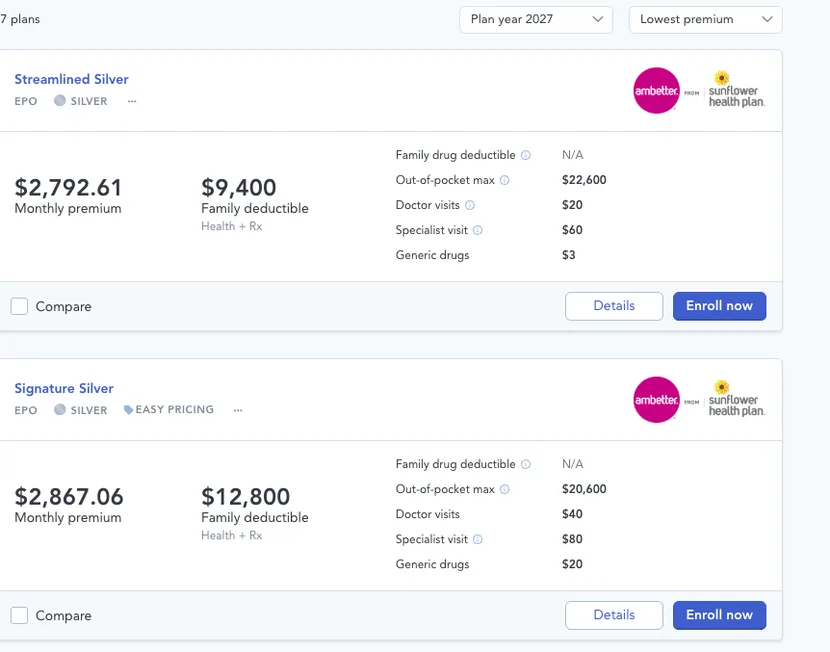 7 plans
Plan year 2027
Lowest premium
Streamlined Silver
EPO SILVER ...
ambetter. FROM sunflower health plan.
$2,792.61
Monthly premium
$9,400
Family deductible
Health + Rx
Family drug deductible N/A
Out-of-pocket max $22,600
Doctor visits $20
Specialist visit $60
Generic drugs $3
Compare
Details
Enroll now
Signature Silver
EPO SILVER EASY PRICING ...
ambetter. FROM sunflower health plan.
$2,867.06
Monthly premium
$12,800
Family deductible
Health + Rx
Family drug deductible N/A
Out-of-pocket max $20,600
Doctor visits $40
Specialist visit $80
Generic drugs $20
Compare
Details
Enroll now